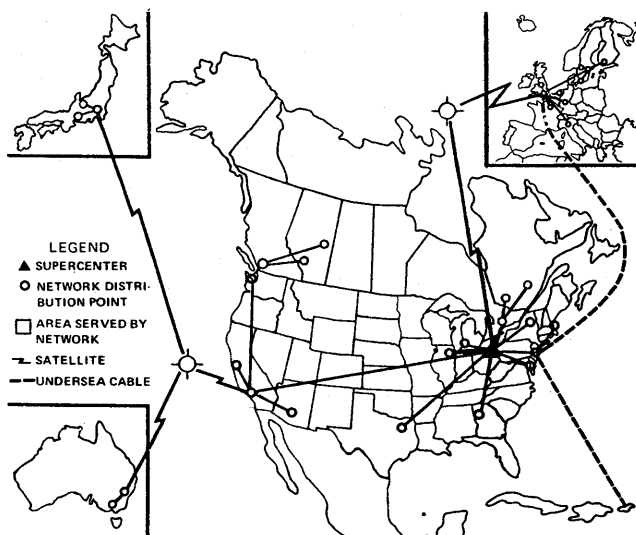 LEGEND
SUPERCENTER
NETWORK DISTRI-
BUTION POINT
AREA SERVED BY
NETWORK
SATELLITE
UNDERSEA CABLE